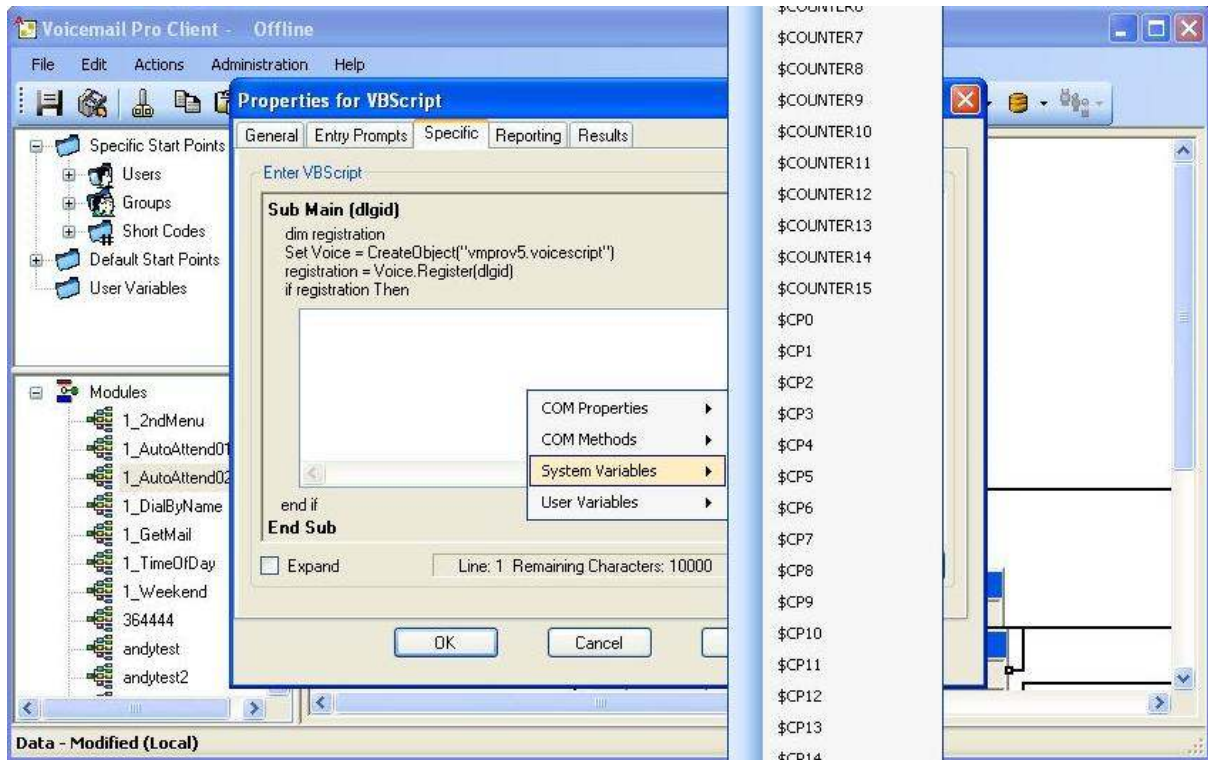 Voicemail Pro Client - Offline
File Edit Actions Administration Help
Specific Start Points
Users
Groups
Short Codes
Default Start Points
User Variables
Modules
1_2ndMenu
1_AutoAttend01
1_AutoAttend02
1_DialByName
1_GetMail
1_TimeOfDay
1_Weekend
364444
andytest
andytest2
Data - Modified (Local)
Properties for VBScript
General Entry Prompts Specific Reporting Results
Enter VBScript
Sub Main (dlgid)
dim registration
Set Voice = CreateObject("vmprov5.voicescript")
registration = Voice.Register(dlgid)
if registration Then
end if
End Sub
Expand
Line: 1 Remaining Characters: 10000
OK Cancel
COM Properties
COM Methods
System Variables
User Variables
$COUNTER6
$COUNTER7
$COUNTER8
$COUNTER9
$COUNTER10
$COUNTER11
$COUNTER12
$COUNTER13
$COUNTER14
$COUNTER15
$CP0
$CP1
$CP2
$CP3
$CP4
$CP5
$CP6
$CP7
$CP8
$CP9
$CP10
$CP11
$CP12
$CP13
$CP14